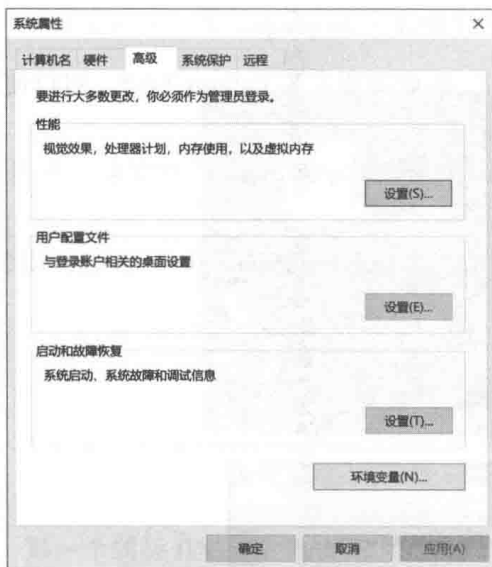 系统属性
计算机名 硬件 高级 系统保护 远程
要进行大多数更改，你必须作为管理员登录。
性能
视觉效果，处理器计划，内存使用，以及虚拟内存
设置(S)...
用户配置文件
与登录账户相关的桌面设置
设置(E)...
启动和故障恢复
系统启动、系统故障和调试信息
设置(T)...
环境变量(N)...
确定 取消 应用(A)